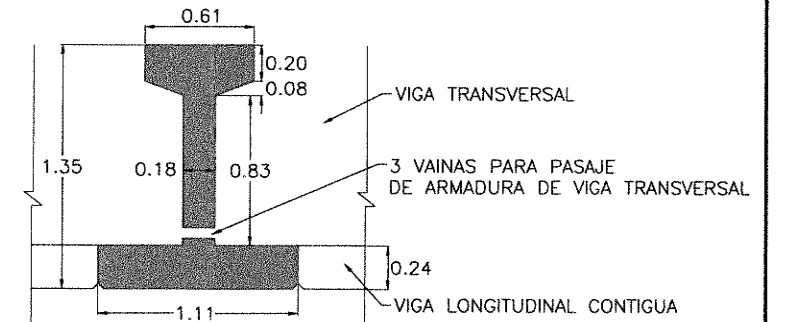 0.61
0.20
0.08
VIGA TRANSVERSAL
1.35
0.18
0.83
3 VAINAS PARA PASAJE
DE ARMADURA DE VIGA TRANSVERSAL
0.24
1.11
VIGA LONGITUDINAL CONTIGUA